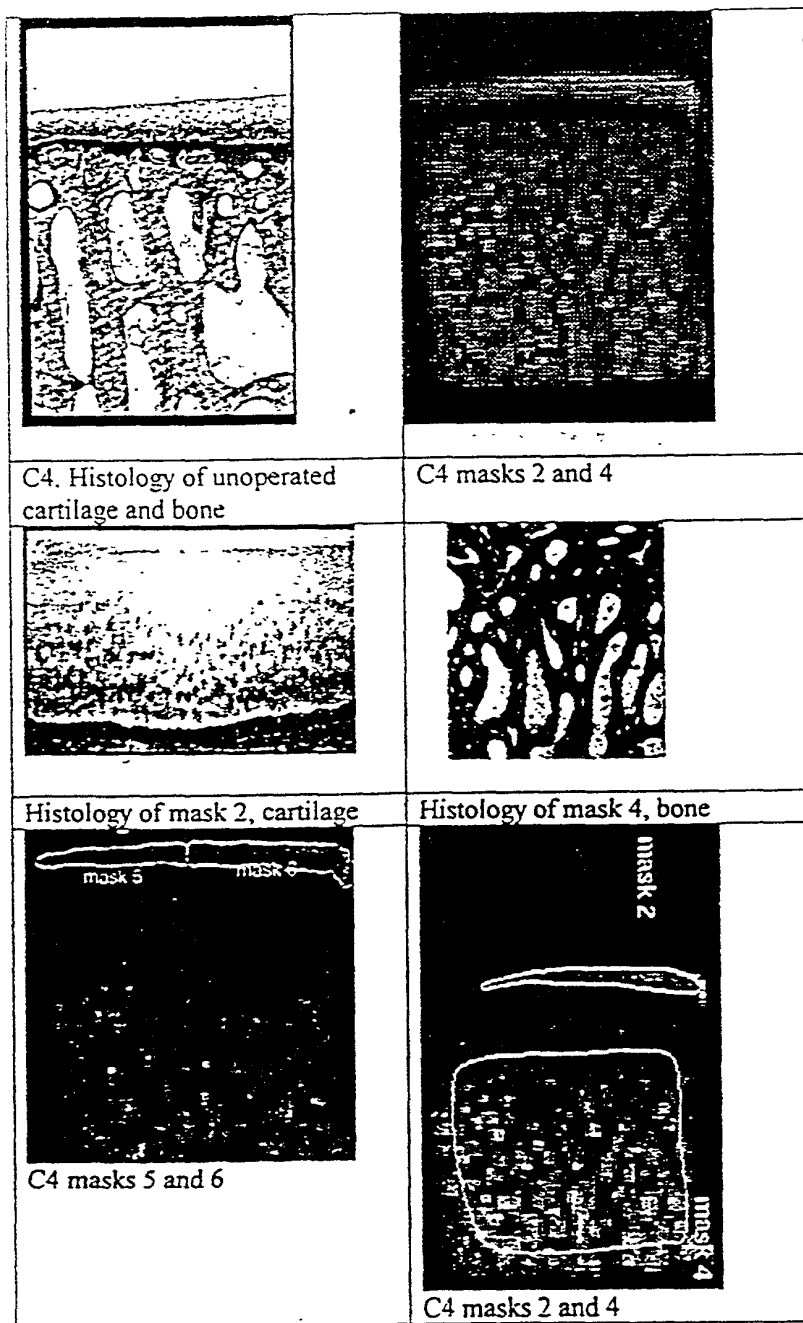 C4. Histology of unoperated
cartilage and bone
C4 masks 2 and 4
Histology of mask 2, cartilage
Histology of mask 4, bone
mask 5
mask 6
mask 2
mask 4
C4 masks 5 and 6
C4 masks 2 and 4